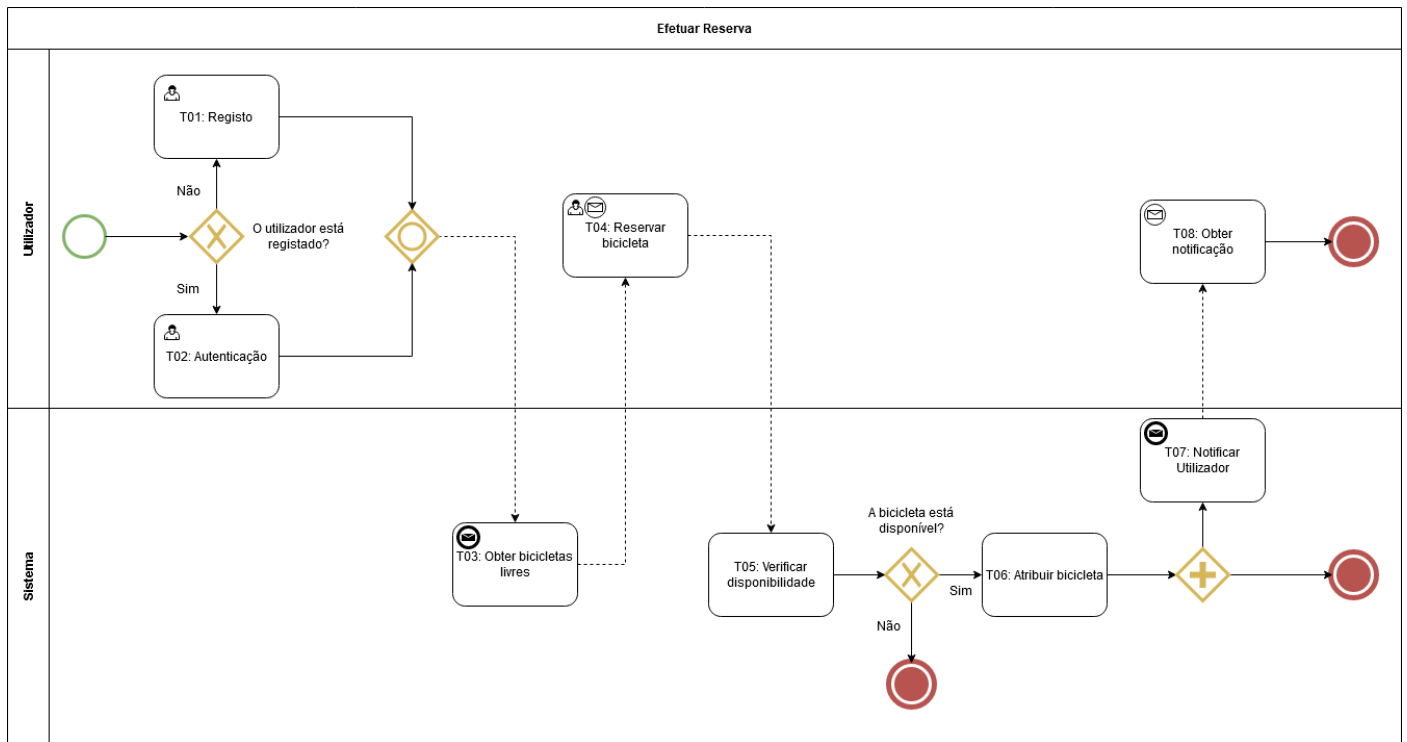 Efetuar Reserva
Utilizador
T01: Registo
Não
O utilizador está
registado?
Sim
T02: Autenticação
T04: Reservar
bicicleta
T08: Obter
notificação
Sistema
T03: Obter bicicletas
livres
T05: Verificar
disponibilidade
A bicicleta está
disponível?
Sim
Não
T06: Atribuir bicicleta
T07: Notificar
Utilizador